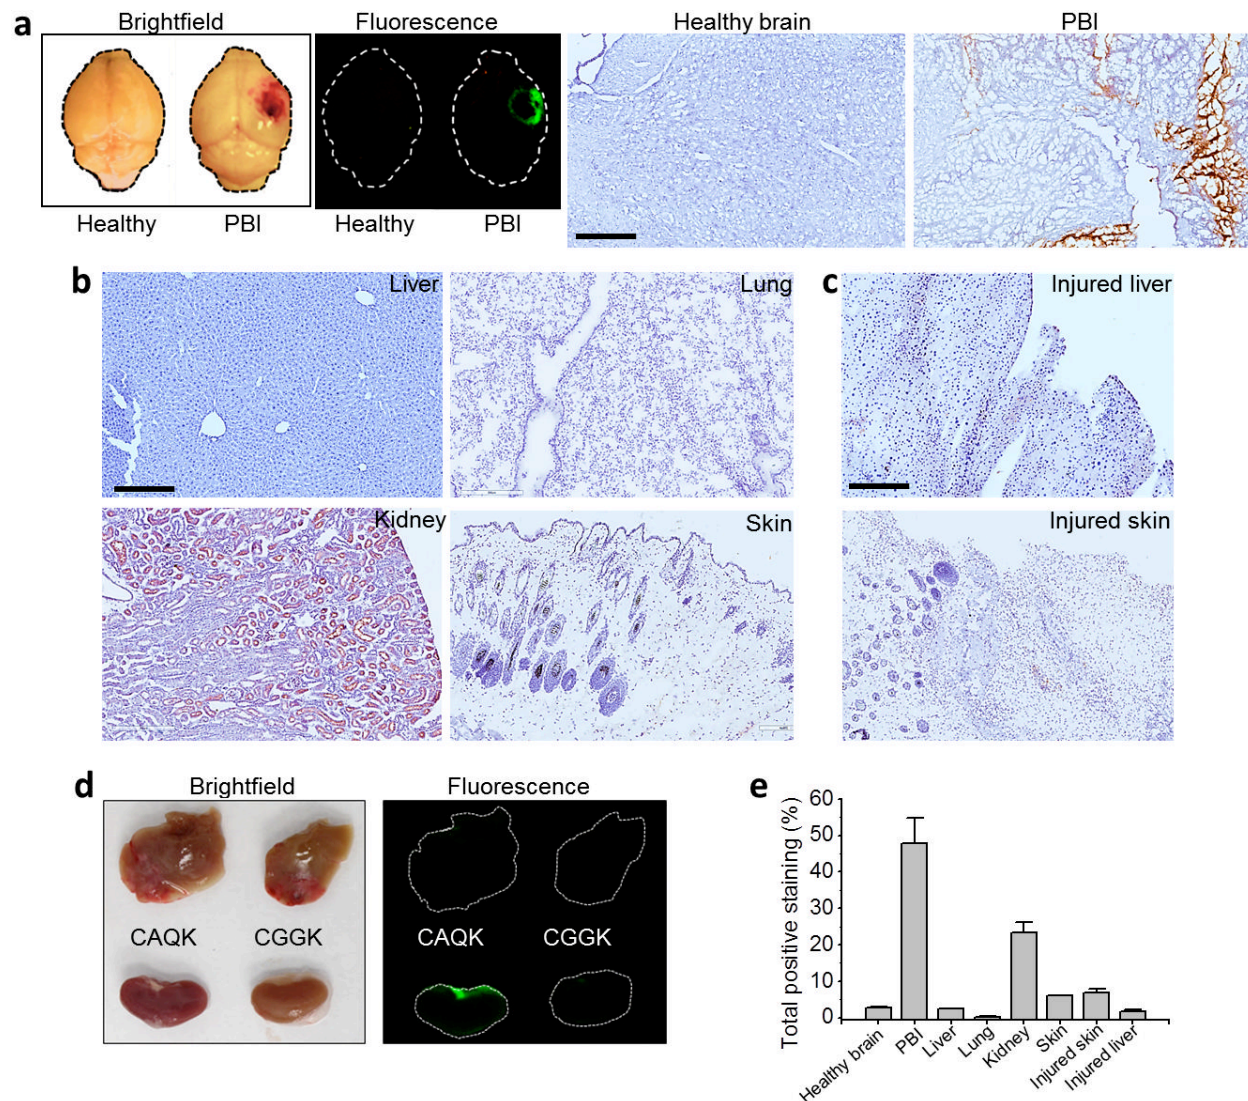 a
Brightfield
Fluorescence
Healthy brain
PBI
Healthy
PBI
Healthy
PBI
b
Liver
Lung
c
Injured liver
Kidney
Skin
Injured skin
d
Brightfield
Fluorescence
CAQK
CGGK
CAQK
CGGK
e
Total positive staining (%)
60
50
40
30
20
10
0
Healthy brain
PBI
Liver
Lung
Kidney
Skin
Injured skin
Injured liver